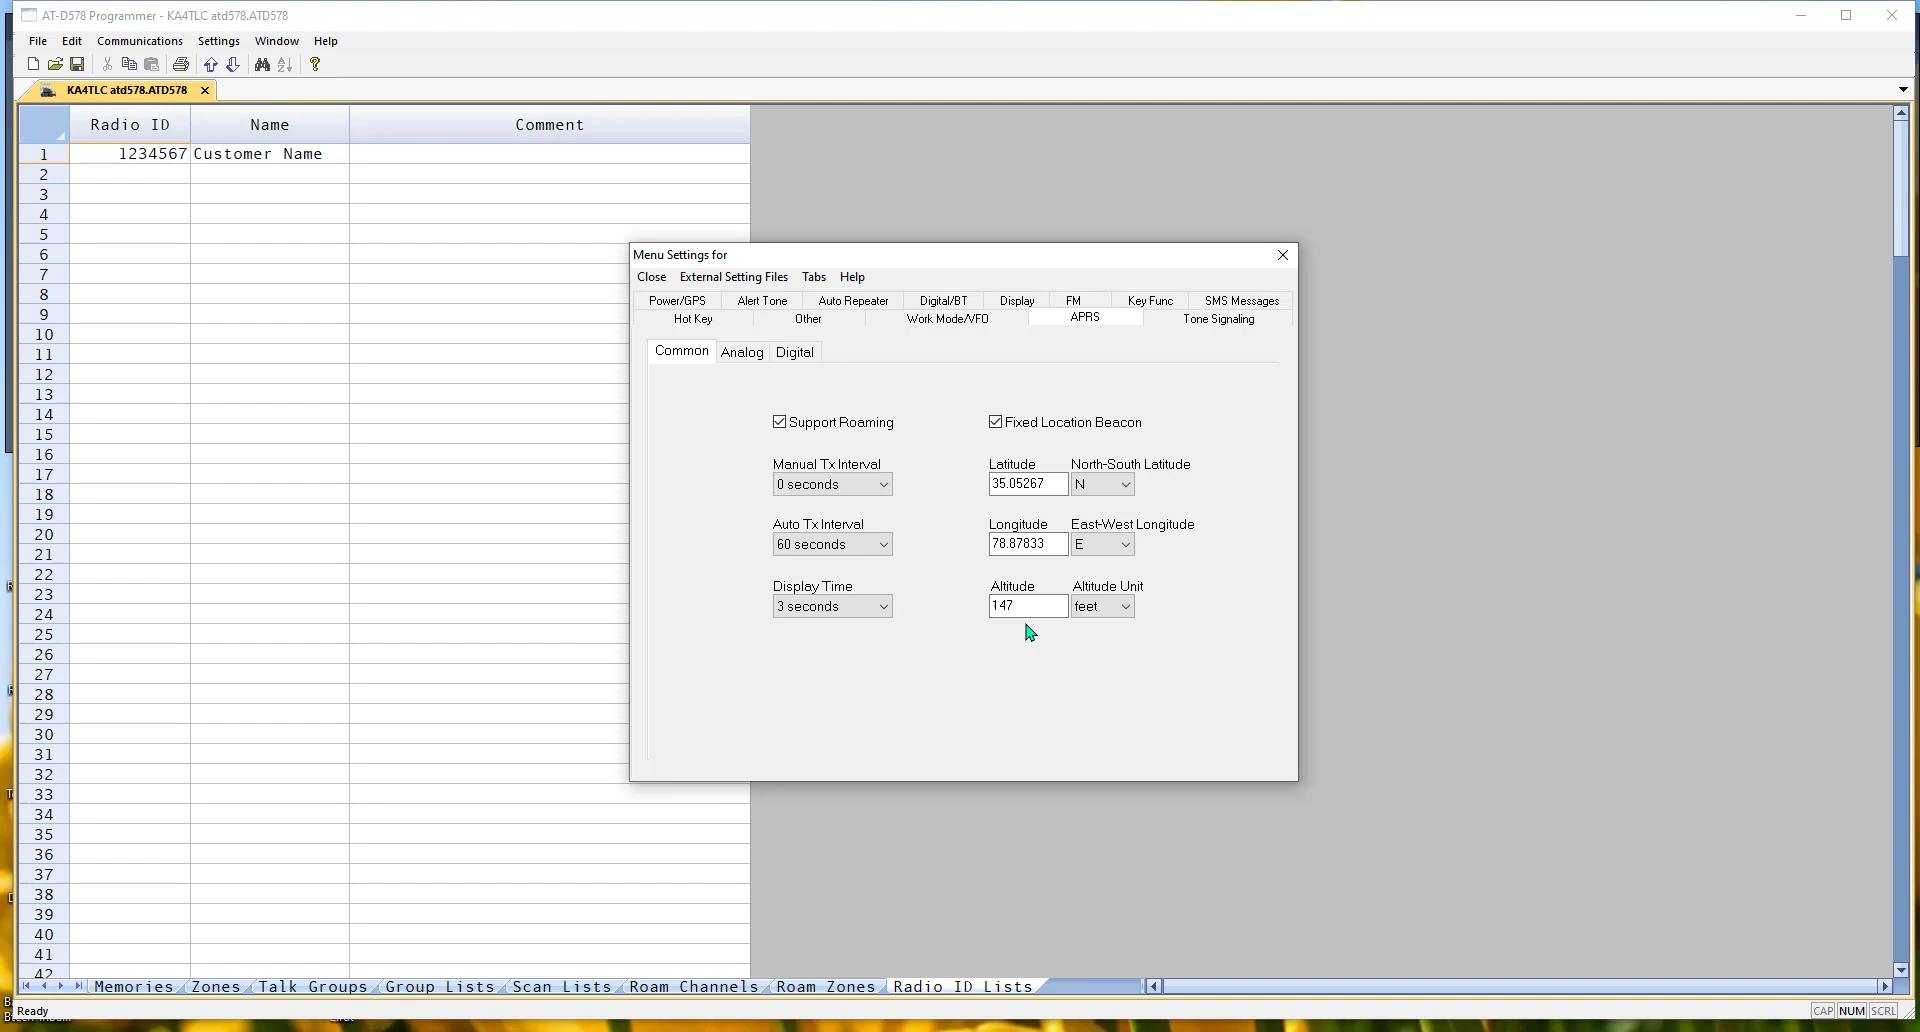 AT-D578 Programmer - KA4TLC atd578.ATD578
File Edit Communications Settings Window Help
KA4TLC atd578.ATD578
Radio ID Name Comment
1 1234567 Customer Name
2
3
4
5
6
7
8
9
10
11
12
13
14
15
16
17
18
19
20
21
22
23
24
25
26
27
28
29
30
31
32
33
34
35
36
37
38
39
40
41
42
Menu Settings for
Close External Setting Files Tabs Help
Power/GPS Alert Tone Auto Repeater Digital/BT Display FM Key Func SMS Messages
Hot Key Other Work Mode/VFO APRS Tone Signaling
Common Analog Digital
Support Roaming Fixed Location Beacon
Manual Tx Interval Latitude North-South Latitude
0 seconds 35.05267 N
Auto Tx Interval Longitude East-West Longitude
60 seconds 78.87833 E
Display Time Altitude Altitude Unit
3 seconds 147 feet
Memories Zones Talk Groups Group Lists Scan Lists Roam Channels Roam Zones Radio ID Lists
Ready CAP NUM SCRL